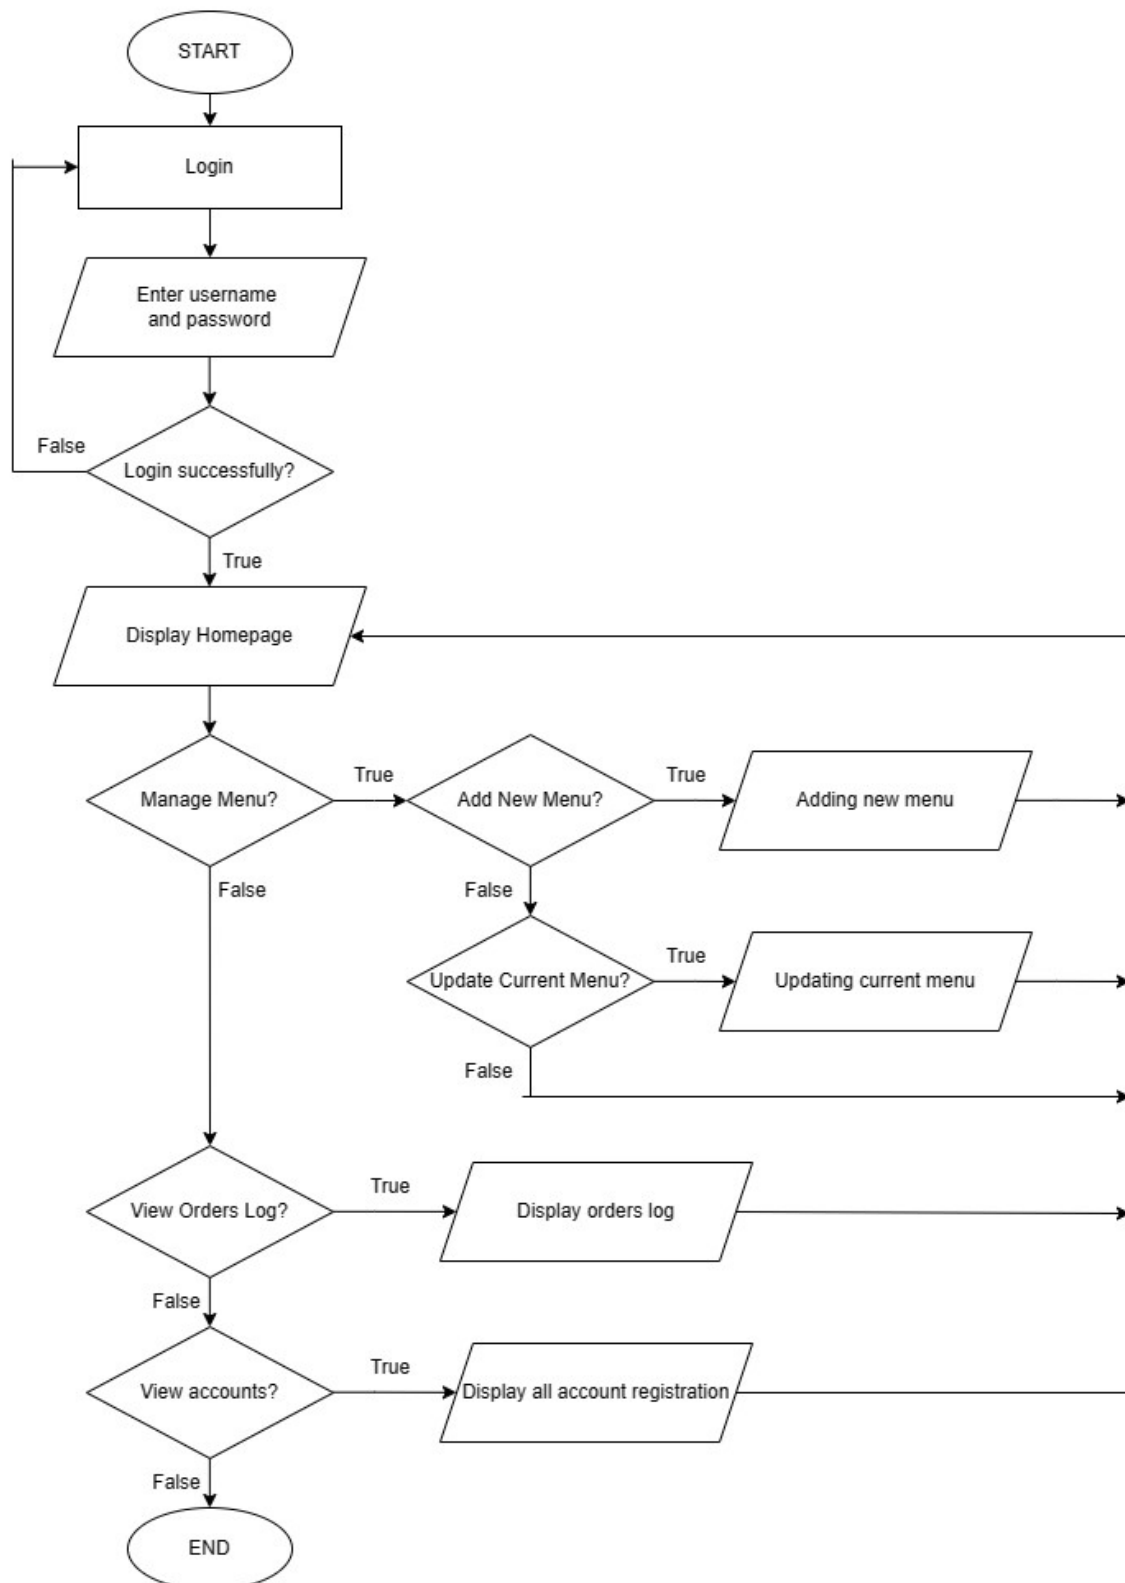 START
Login
Enter username
and password
False
Login successfully?
True
Display Homepage
Manage Menu?
True
Add New Menu?
True
Adding new menu
False
False
Update Current Menu?
True
Updating current menu
False
View Orders Log?
True
Display orders log
False
View accounts?
True
Display all account registration
False
END